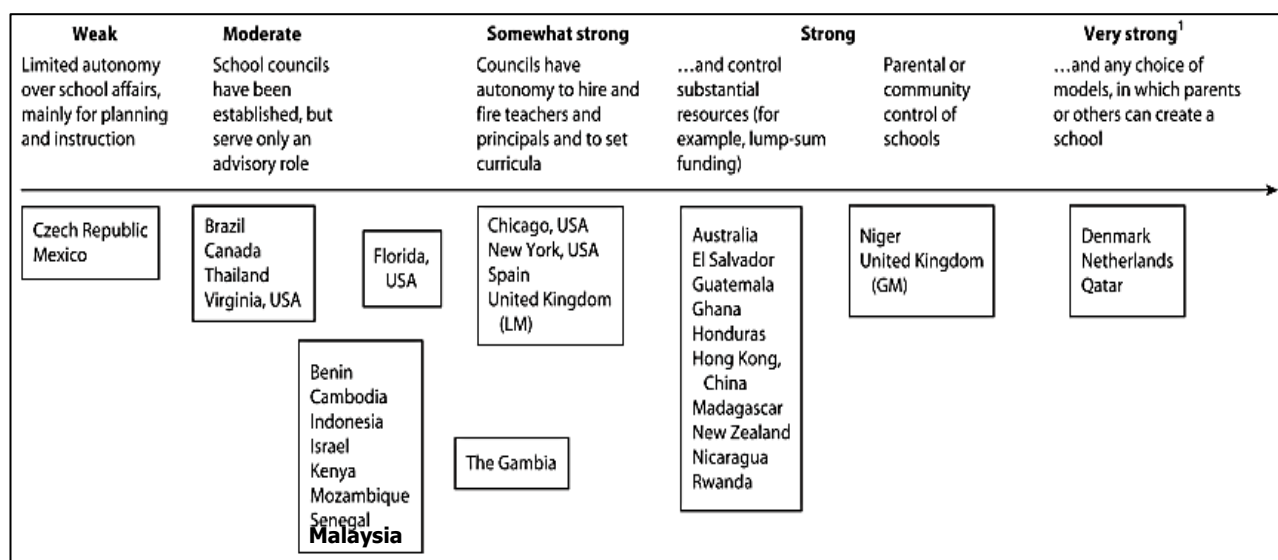 Weak
Limited autonomy
over school affairs,
mainly for planning
and instruction
Moderate
School councils
have been
established, but
serve only an
advisory role
Somewhat strong
Councils have
autonomy to hire and
fire teachers and
principals and to set
curricula
Strong
...and control
substantial
resources (for
example, lump-sum
funding)
Parental or
community
control of
schools
Very strong¹
...and any choice of
models, in which parents
or others can create a
school
Czech Republic
Mexico
Brazil
Canada
Thailand
Virginia, USA
Florida,
USA
Chicago, USA
New York, USA
Spain
United Kingdom
(LM)
Australia
El Salvador
Guatemala
Ghana
Honduras
Hong Kong,
China
Madagascar
New Zealand
Nicaragua
Rwanda
Niger
United Kingdom
(GM)
Denmark
Netherlands
Qatar
Benin
Cambodia
Indonesia
Israel
Kenya
Mozambique
Senegal
Malaysia
The Gambia